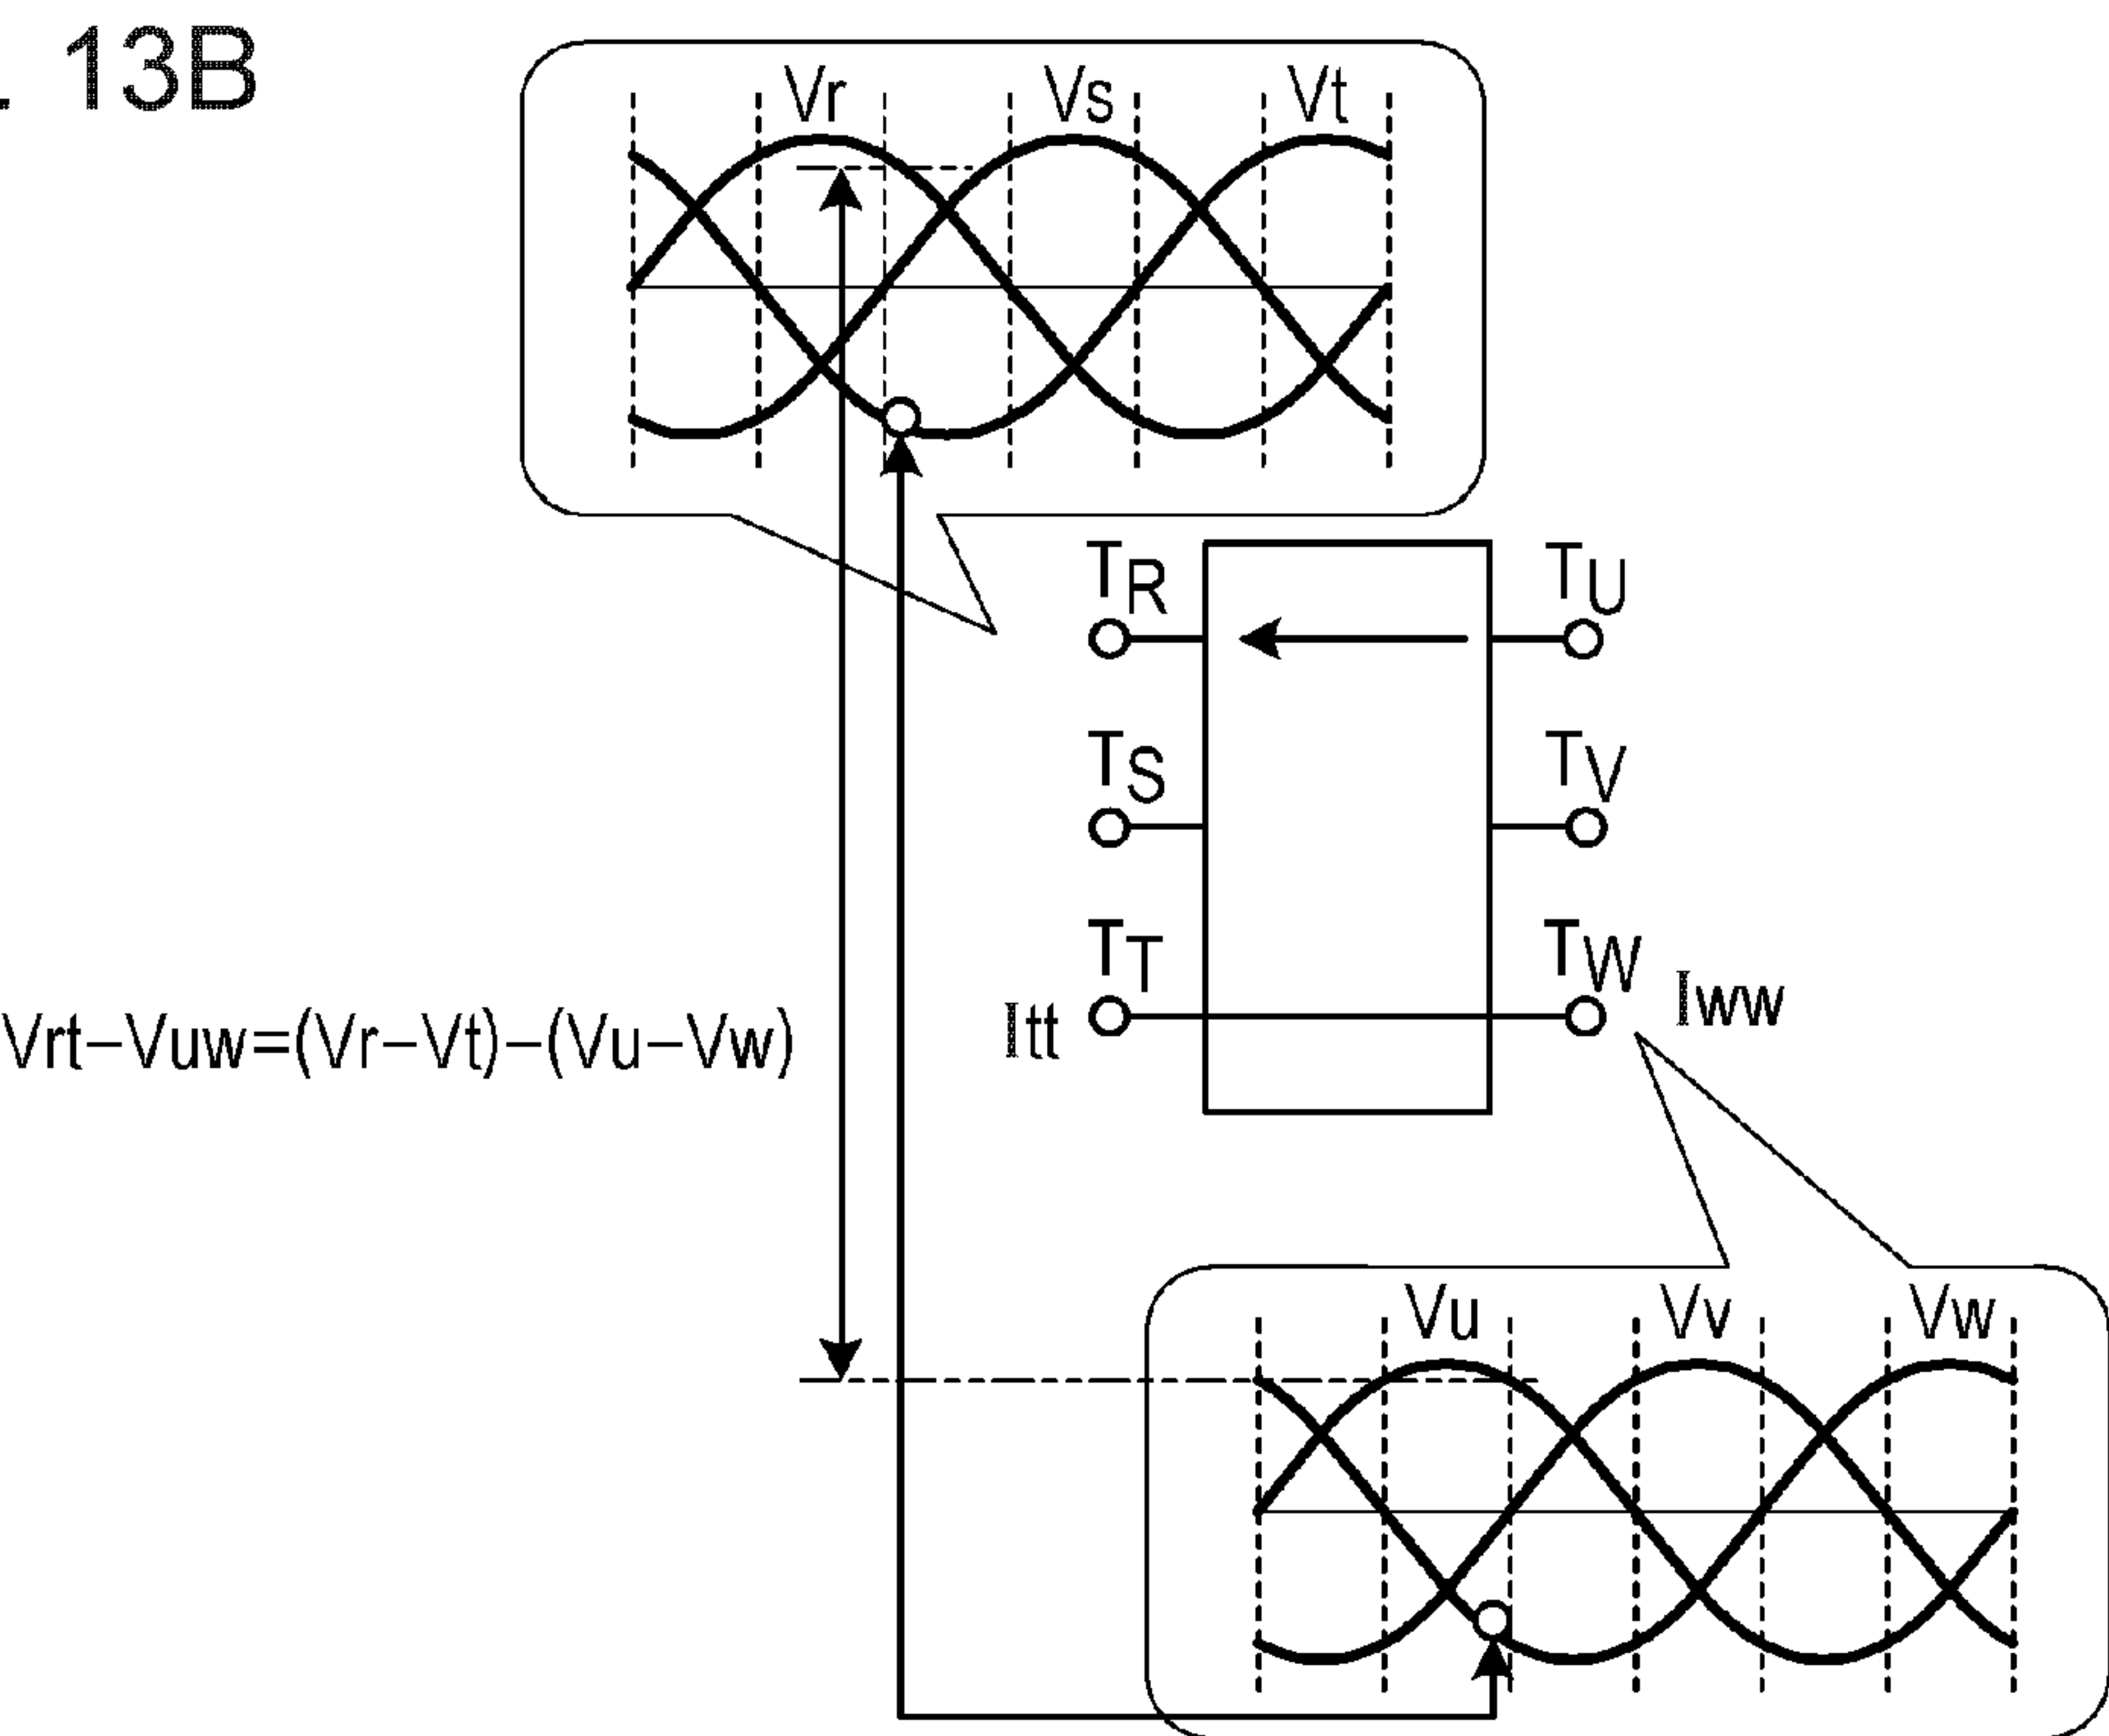 . 13B
Vr Vs Vt
TR TU
TS TV
TT TW
Itt Iww
Vrt−Vuw=(Vr−Vt)−(Vu−Vw)
Vu Vv Vw